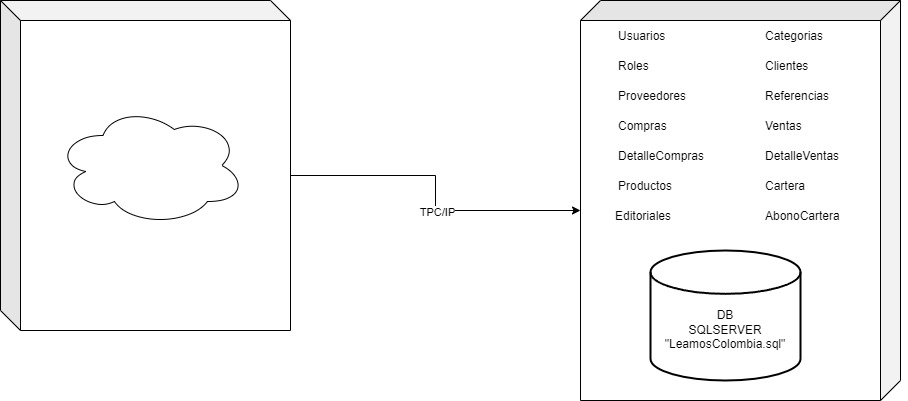 Usuarios
Categorias
Roles
Clientes
Proveedores
Referencias
Compras
Ventas
DetalleCompras
DetalleVentas
Productos
Cartera
Editoriales
AbonoCartera
TPC/IP
DB
SQLSERVER
"LeamosColombia.sql"